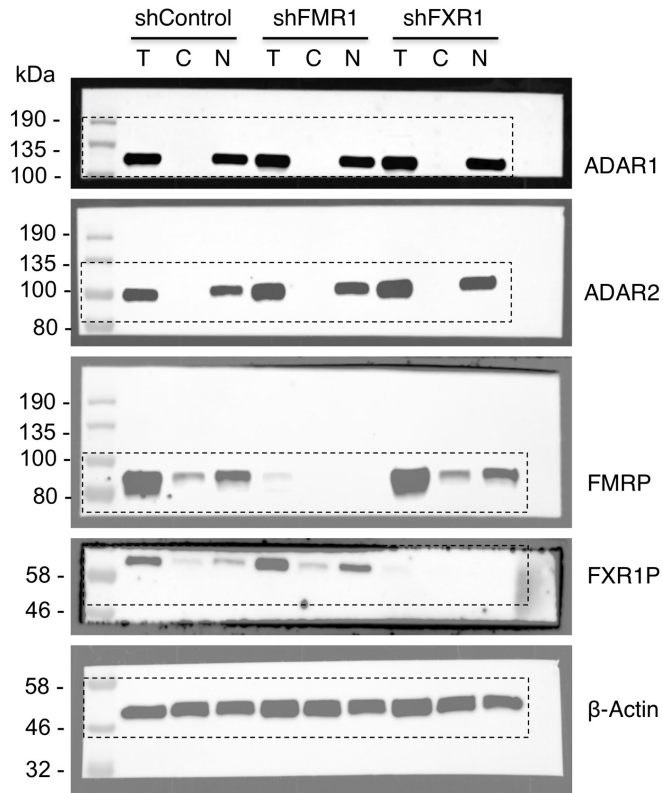 shControl shFMR1 shFXR1
T C N T C N T C N
kDa
190 -
135 -
100 -
ADAR1
190 -
135 -
100 -
80 -
ADAR2
190 -
135 -
100 -
80 -
FMRP
58 -
46 -
FXR1P
58 -
46 -
32 -
β-Actin